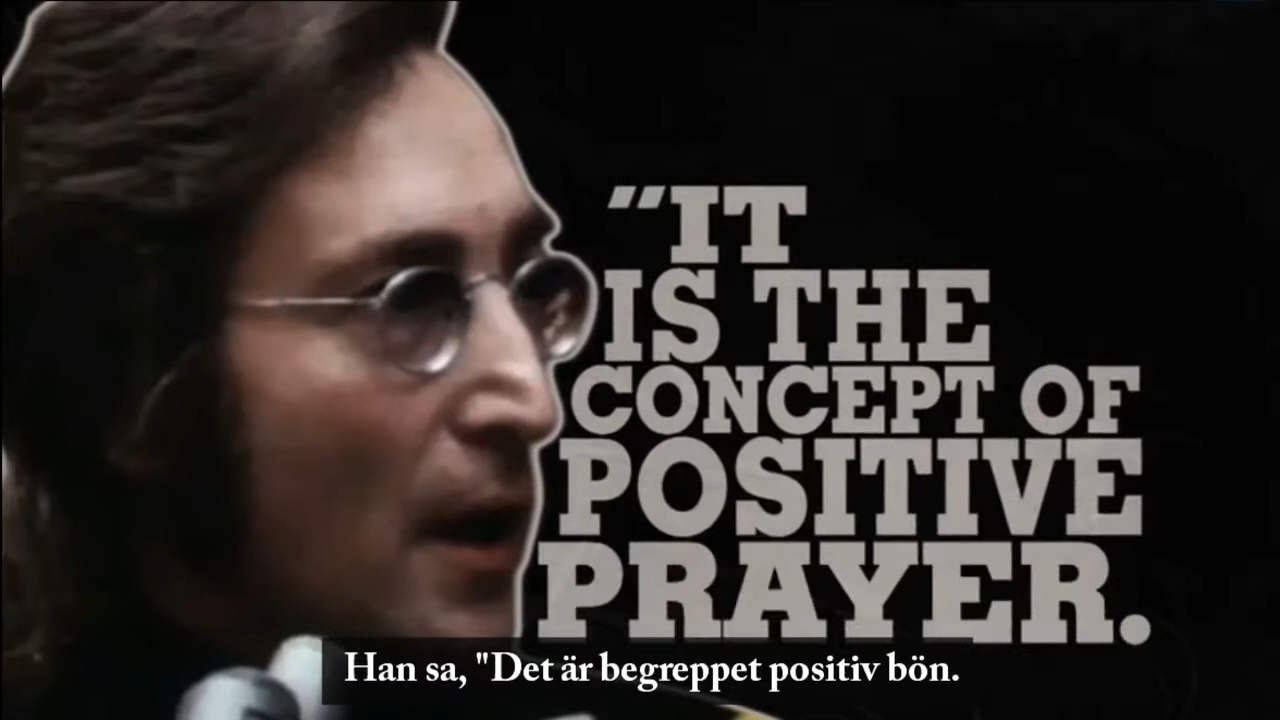 "IT
IS THE
CONCEPT OF
POSITIVE
PRAYER.
Han sa, "Det är begreppet positiv bön.